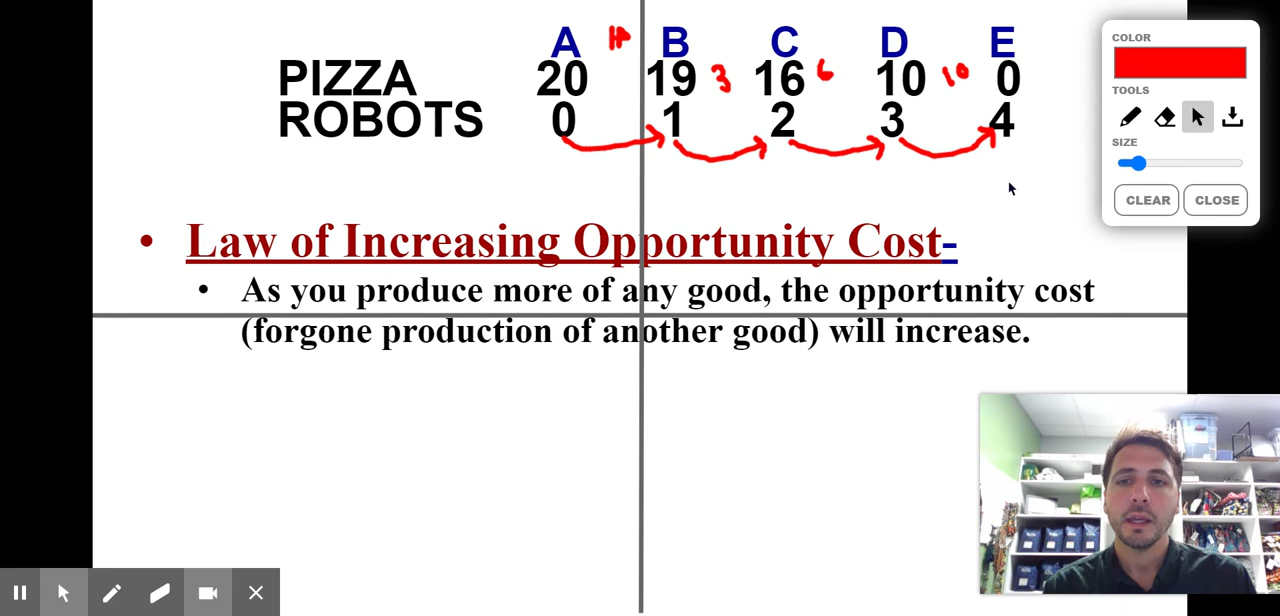 A B C D E
PIZZA 20 19 3 16 6 10 10 0
ROBOTS 0 1 2 3 4
• Law of Increasing Opportunity Cost-
• As you produce more of any good, the opportunity cost
(forgone production of another good) will increase.
COLOR
TOOLS
SIZE
CLEAR CLOSE